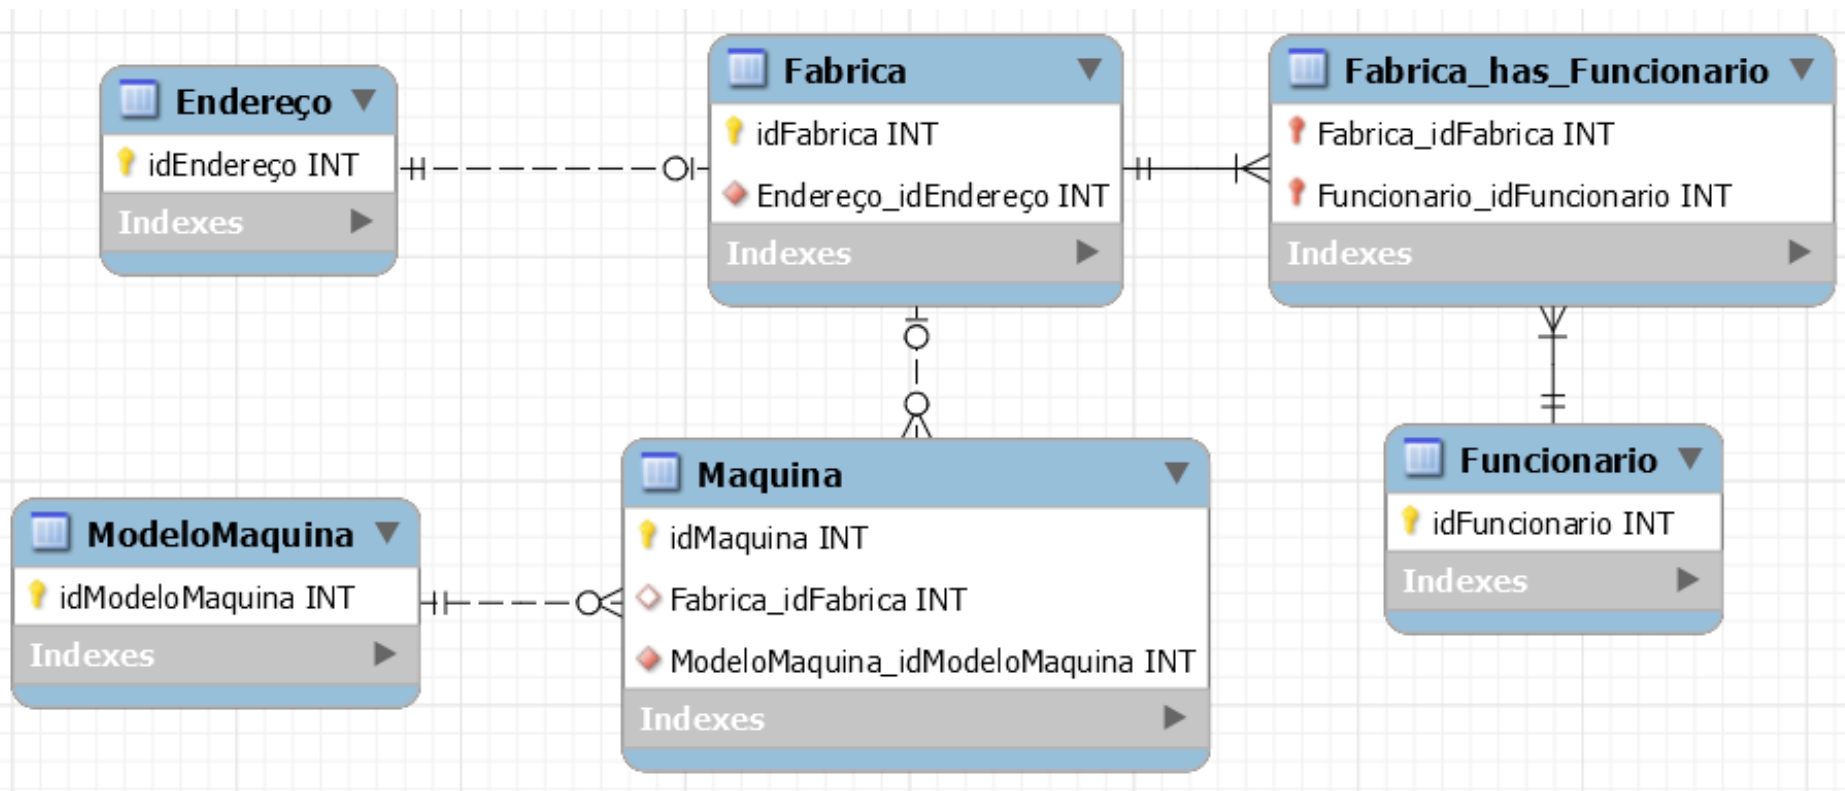 Endereço
idEndereço INT
Indexes
Fabrica
idFabrica INT
Endereço_idEndereço INT
Indexes
Fabrica_has_Funcionario
Fabrica_idFabrica INT
Funcionario_idFuncionario INT
Indexes
ModeloMaquina
idModeloMaquina INT
Indexes
Maquina
idMaquina INT
Fabrica_idFabrica INT
ModeloMaquina_idModeloMaquina INT
Indexes
Funcionario
idFuncionario INT
Indexes